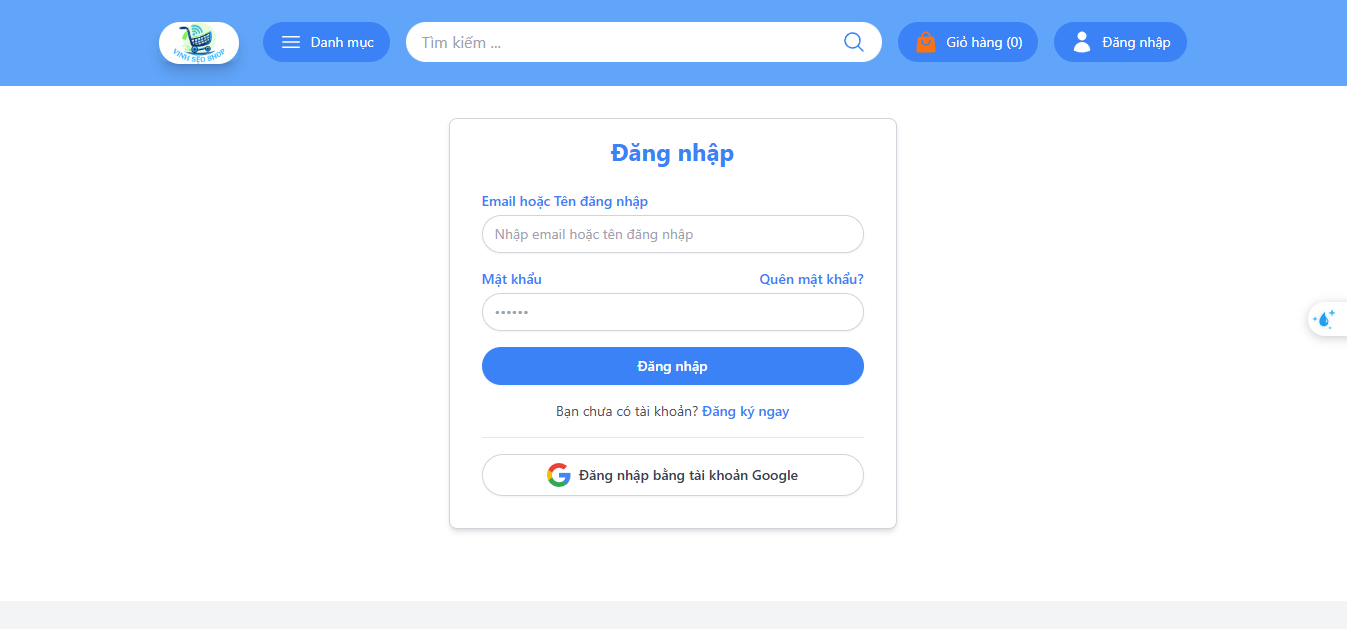 VINH SEO SHOP
Danh mục
Tìm kiếm ...
Giỏ hàng (0)
Đăng nhập
Đăng nhập
Email hoặc Tên đăng nhập
Nhập email hoặc tên đăng nhập
Mật khẩu
Quên mật khẩu?
••••••
Đăng nhập
Bạn chưa có tài khoản? Đăng ký ngay
Đăng nhập bằng tài khoản Google